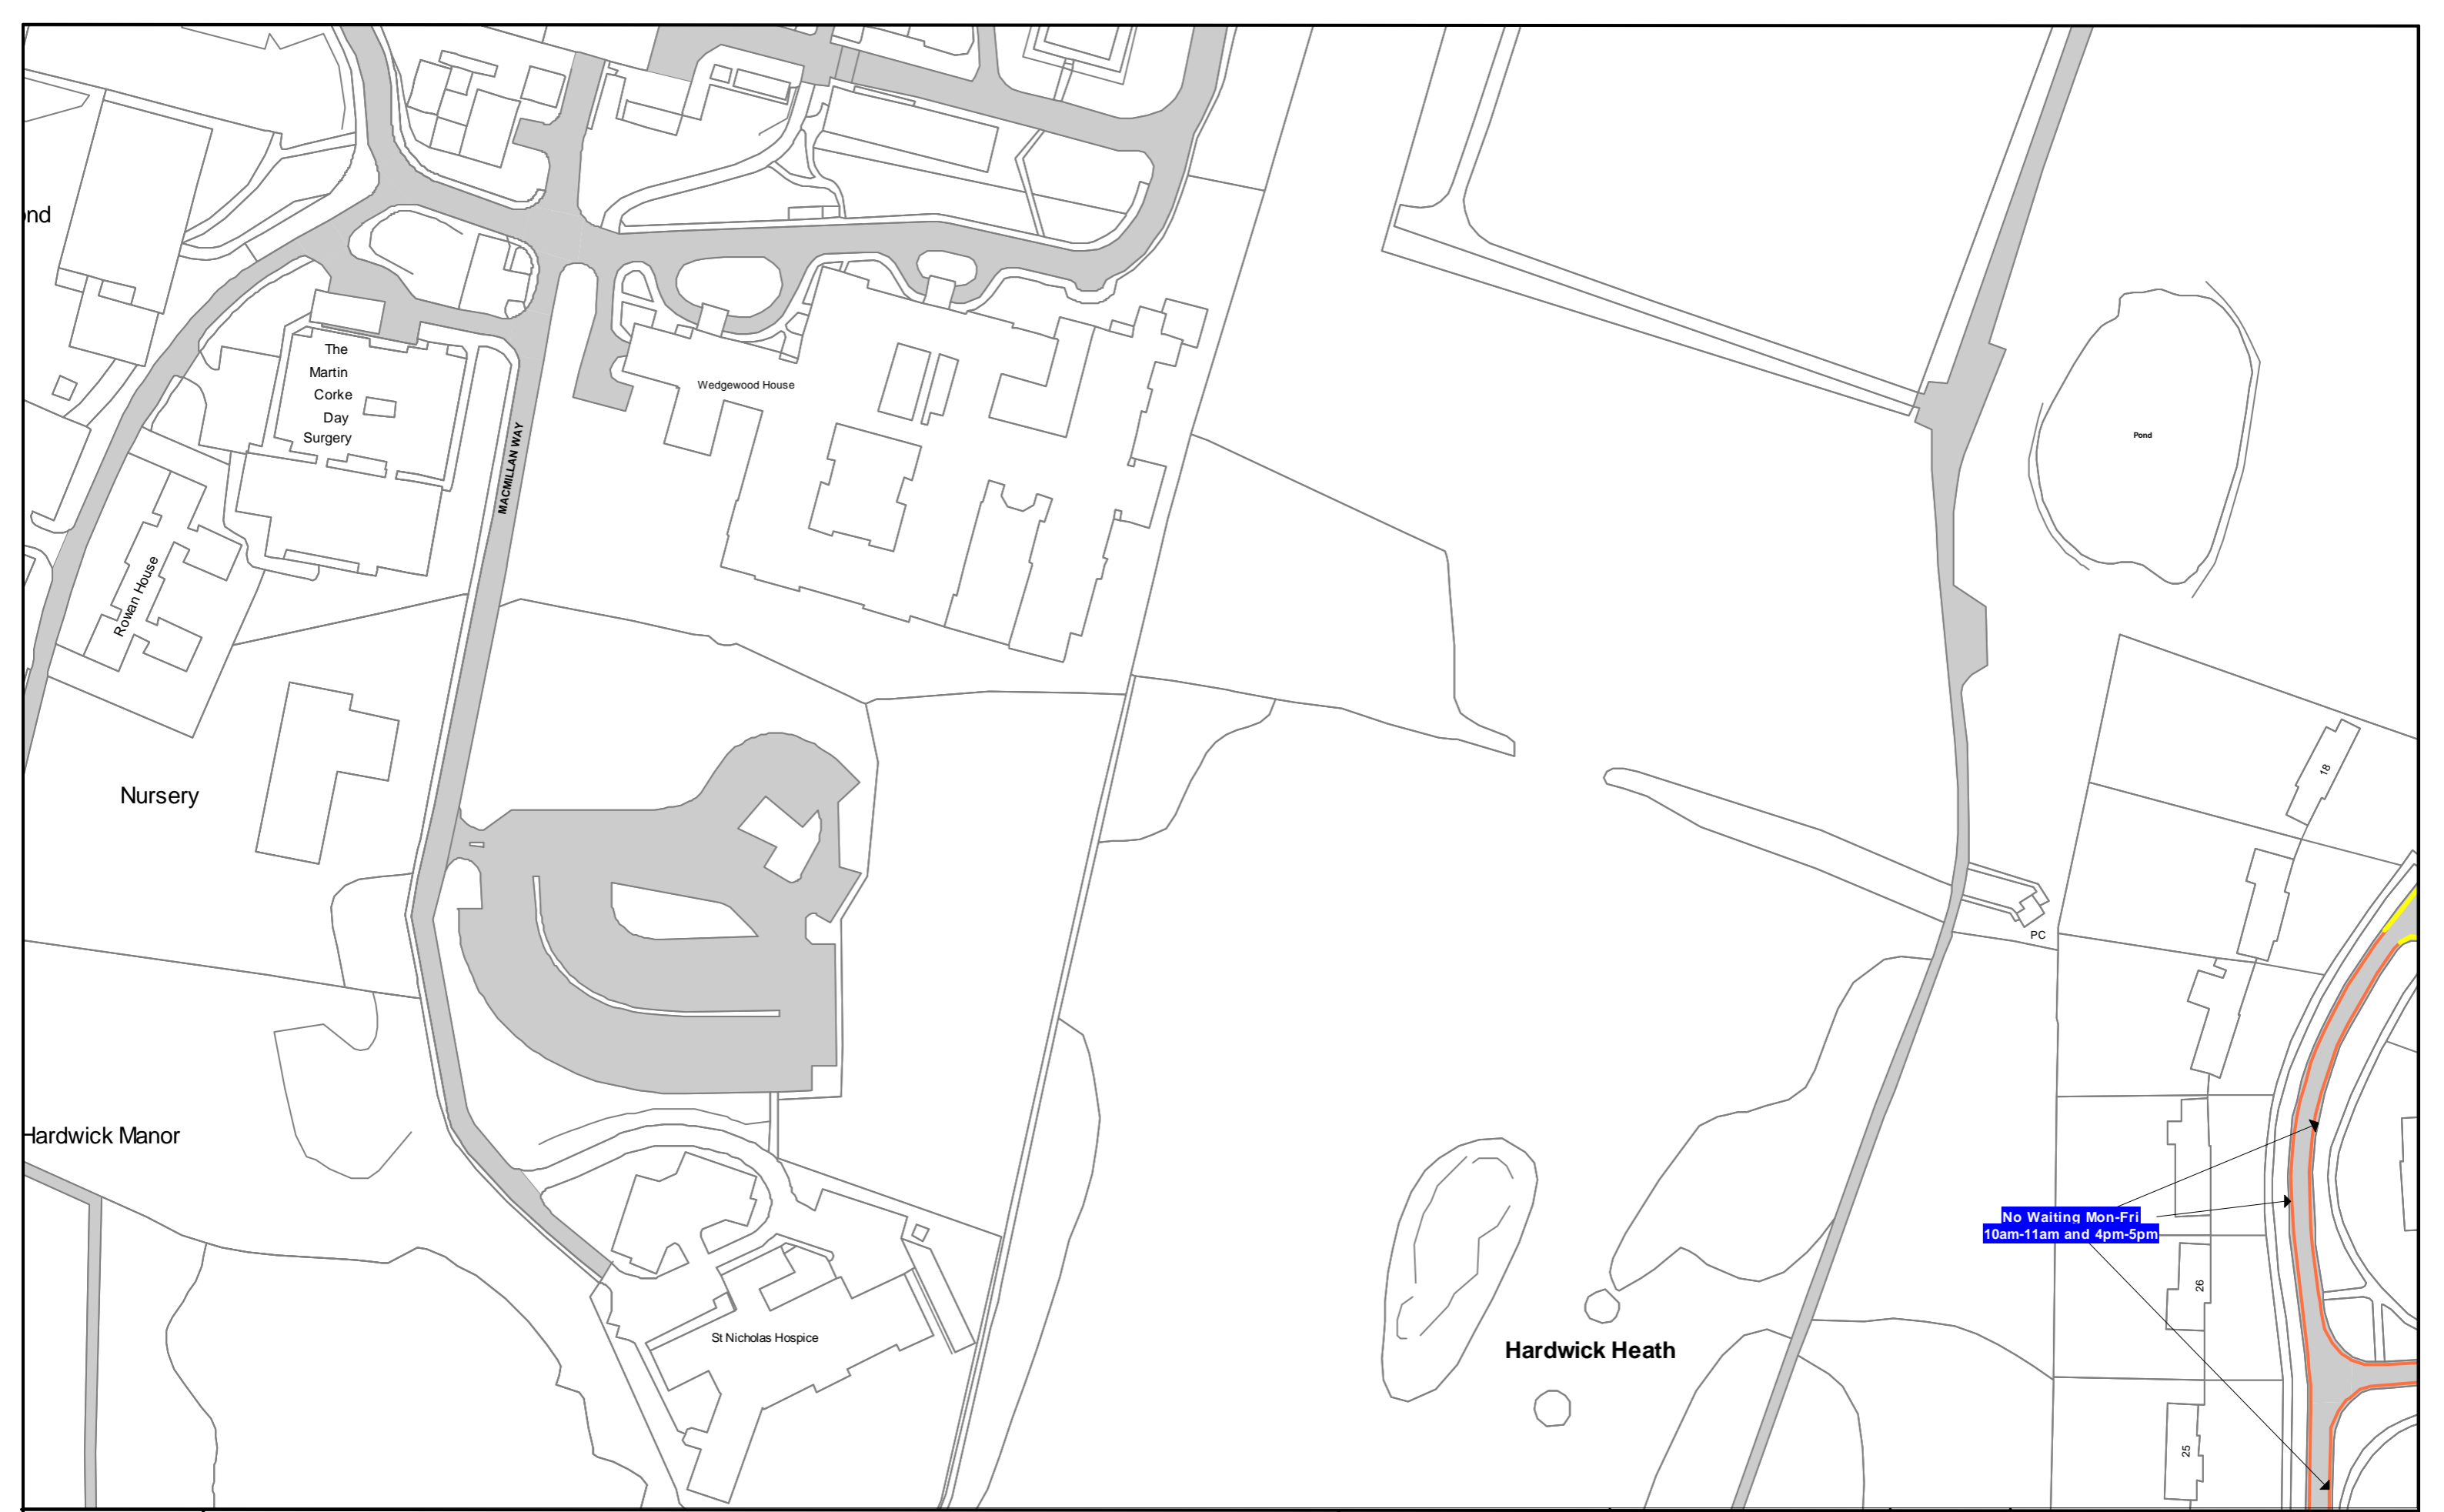 nd
The
Martin
Corke
Day
Surgery
Wedgewood House
MACMILLAN WAY
Pond
Rowan House
Nursery
18
PC
Hardwick Manor
No Waiting Mon-Fri
10am-11am and 4pm-5pm
26
St Nicholas Hospice
Hardwick Heath
25